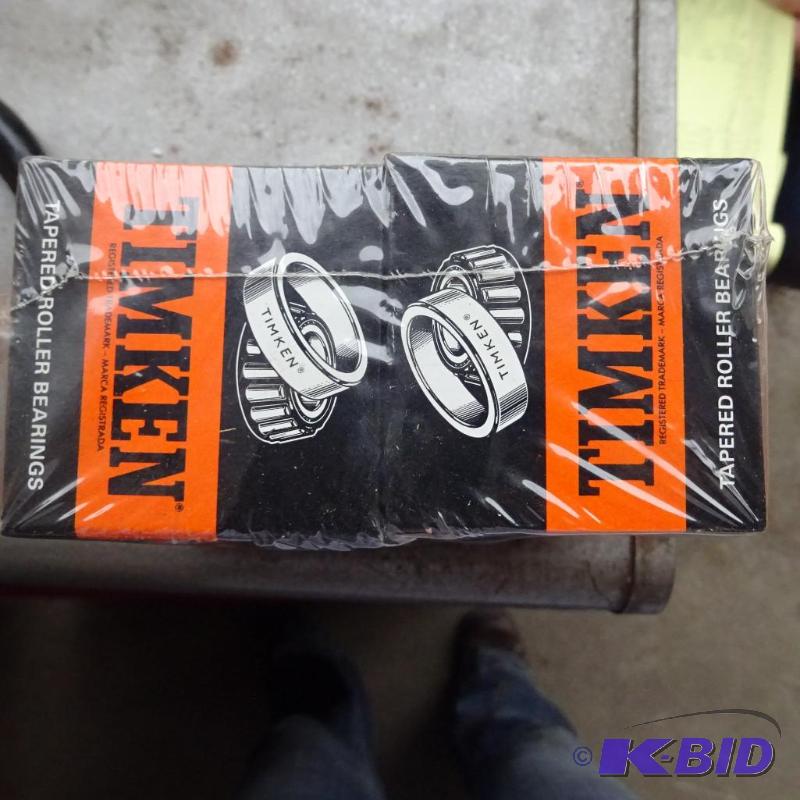 TAPERED ROLLER BEARINGS
TIMKEN
REGISTERED TRADEMARK – MARCA REGISTRADA
®
TIMKEN®
TIMKEN®
TIMKEN
®
REGISTERED TRADEMARK – MARCA REGISTRADA
TAPERED ROLLER BEARINGS
© K-BID